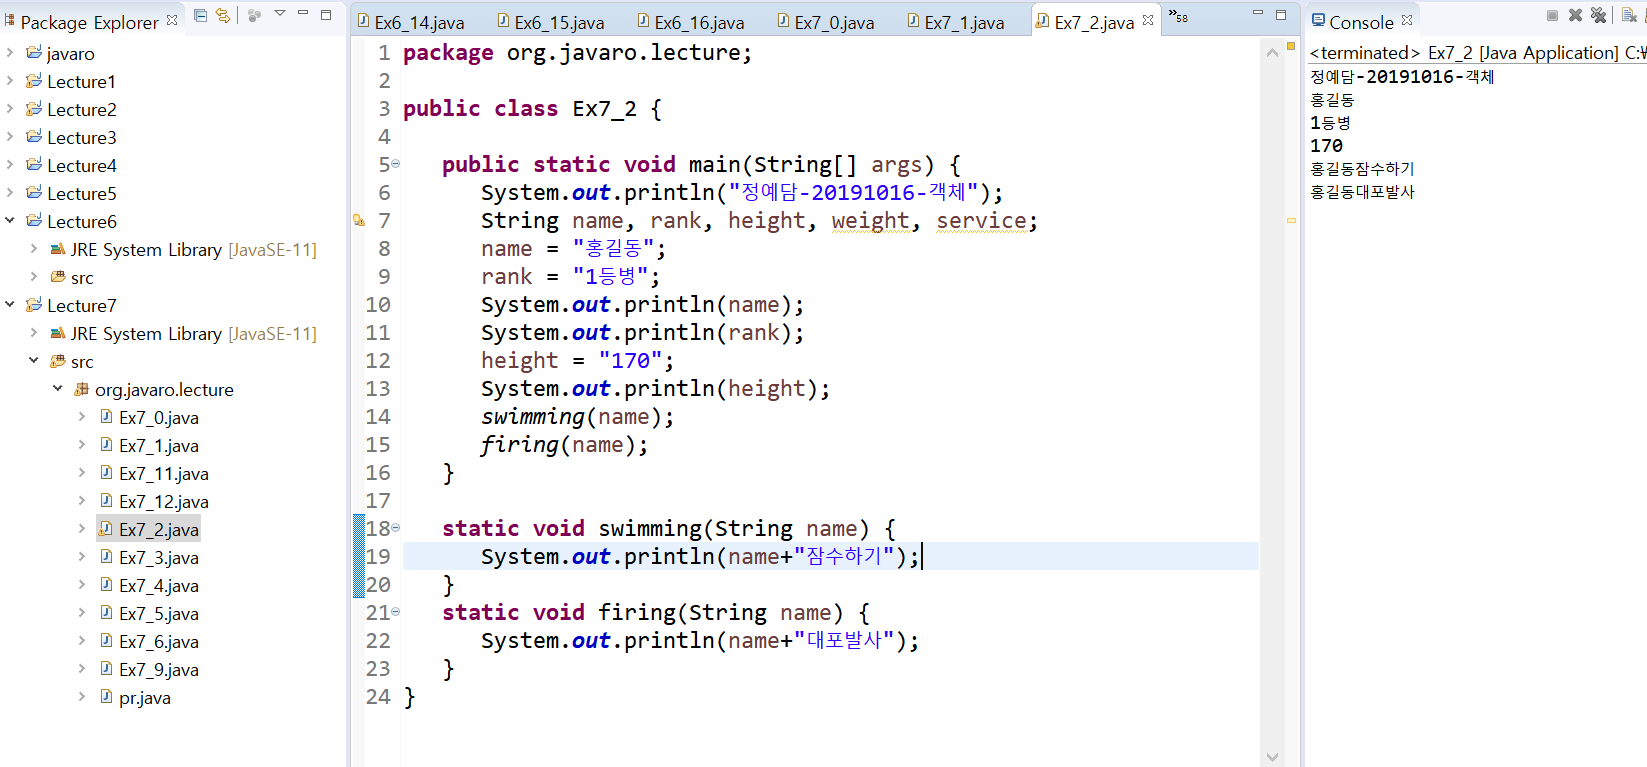 Package Explorer
javaro
Lecture1
Lecture2
Lecture3
Lecture4
Lecture5
Lecture6
JRE System Library [JavaSE-11]
src
Lecture7
JRE System Library [JavaSE-11]
src
org.javaro.lecture
Ex7_0.java
Ex7_1.java
Ex7_11.java
Ex7_12.java
Ex7_2.java
Ex7_3.java
Ex7_4.java
Ex7_5.java
Ex7_6.java
Ex7_9.java
pr.java
Ex6_14.java Ex6_15.java Ex6_16.java Ex7_0.java Ex7_1.java Ex7_2.java »58
1 package org.javaro.lecture;
2
3 public class Ex7_2 {
4
5 public static void main(String[] args) {
6 System.out.println("정예담-20191016-객체");
7 String name, rank, height, weight, service;
8 name = "홍길동";
9 rank = "1등병";
10 System.out.println(name);
11 System.out.println(rank);
12 height = "170";
13 System.out.println(height);
14 swimming(name);
15 firing(name);
16 }
17
18 static void swimming(String name) {
19 System.out.println(name+"잠수하기");
20 }
21 static void firing(String name) {
22 System.out.println(name+"대포발사");
23 }
24 }
Console
<terminated> Ex7_2 [Java Application] C:\
정예담-20191016-객체
홍길동
1등병
170
홍길동잠수하기
홍길동대포발사